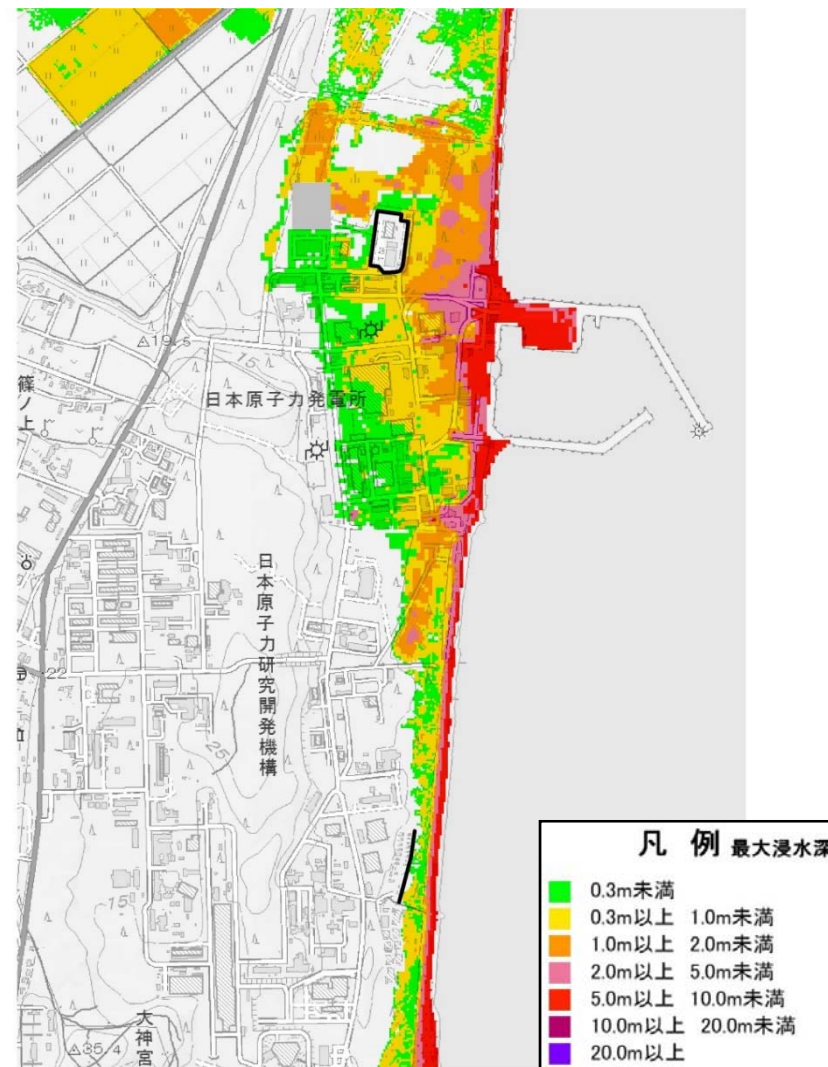 15
△19.5
篠ノ上
日本原子力発電所
日本原子力研究開発機構
22
25
15
大神宮
△35.4
凡 例 最大浸水深
0.3m未満
0.3m以上 1.0m未満
1.0m以上 2.0m未満
2.0m以上 5.0m未満
5.0m以上 10.0m未満
10.0m以上 20.0m未満
20.0m以上